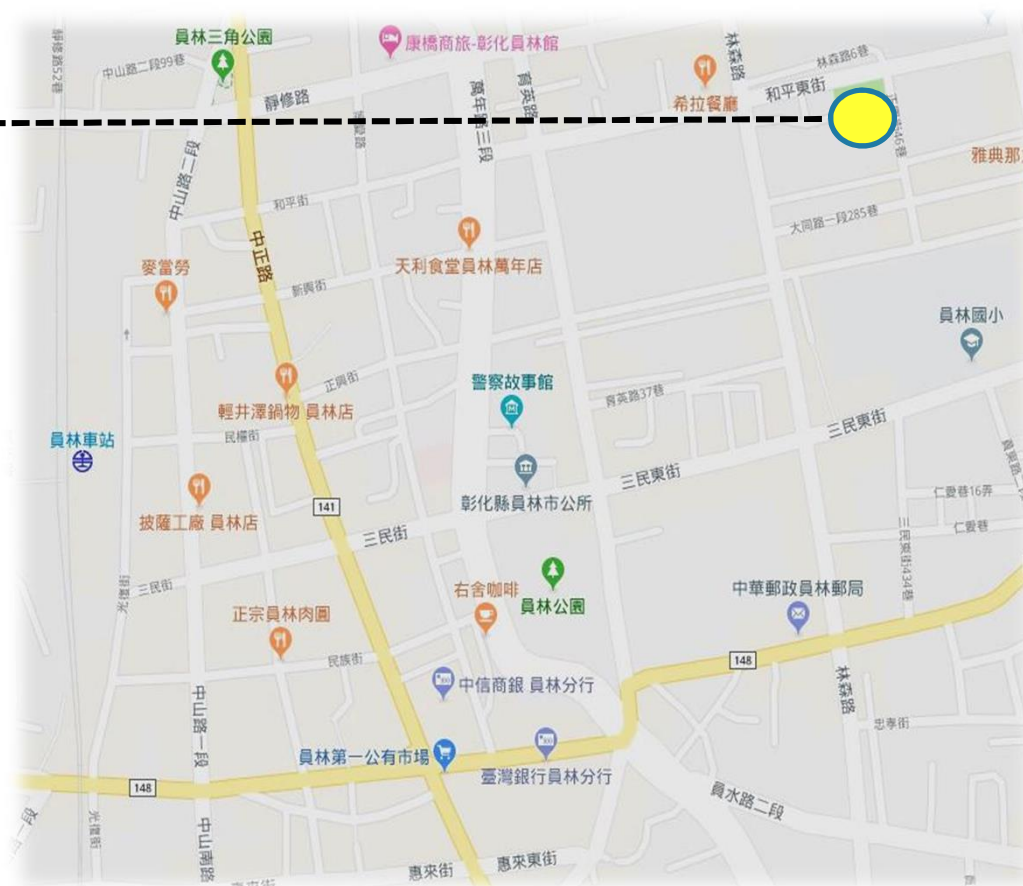 員林三角公園
康橋商旅-彰化員林館
靜修路52巷
中山路二段99巷
靜修路
萬年路三段
育英路
林森路
希拉餐廳
林森路6巷
和平東街
雅典那
中山路二段
和平街
中正路
大同路一段285巷
天利食堂員林萬年店
麥當勞
新興街
員林國小
正興街
警察故事館
輕井澤鍋物 員林店
育英路37巷
民權街
員林車站
三民東街
彰化縣員林市公所
三民東街
披薩工廠 員林店
141
三民街
仁愛巷16弄
仁愛巷
三民東街434巷
三民街
右舍咖啡
員林公園
中華郵政員林郵局
正宗員林肉圓
民族街
148
中信商銀 員林分行
林森路
中山路一段
忠孝街
員林第一公有市場
臺灣銀行員林分行
148
員水路二段
光復街
中山南路
惠來街
惠來東街